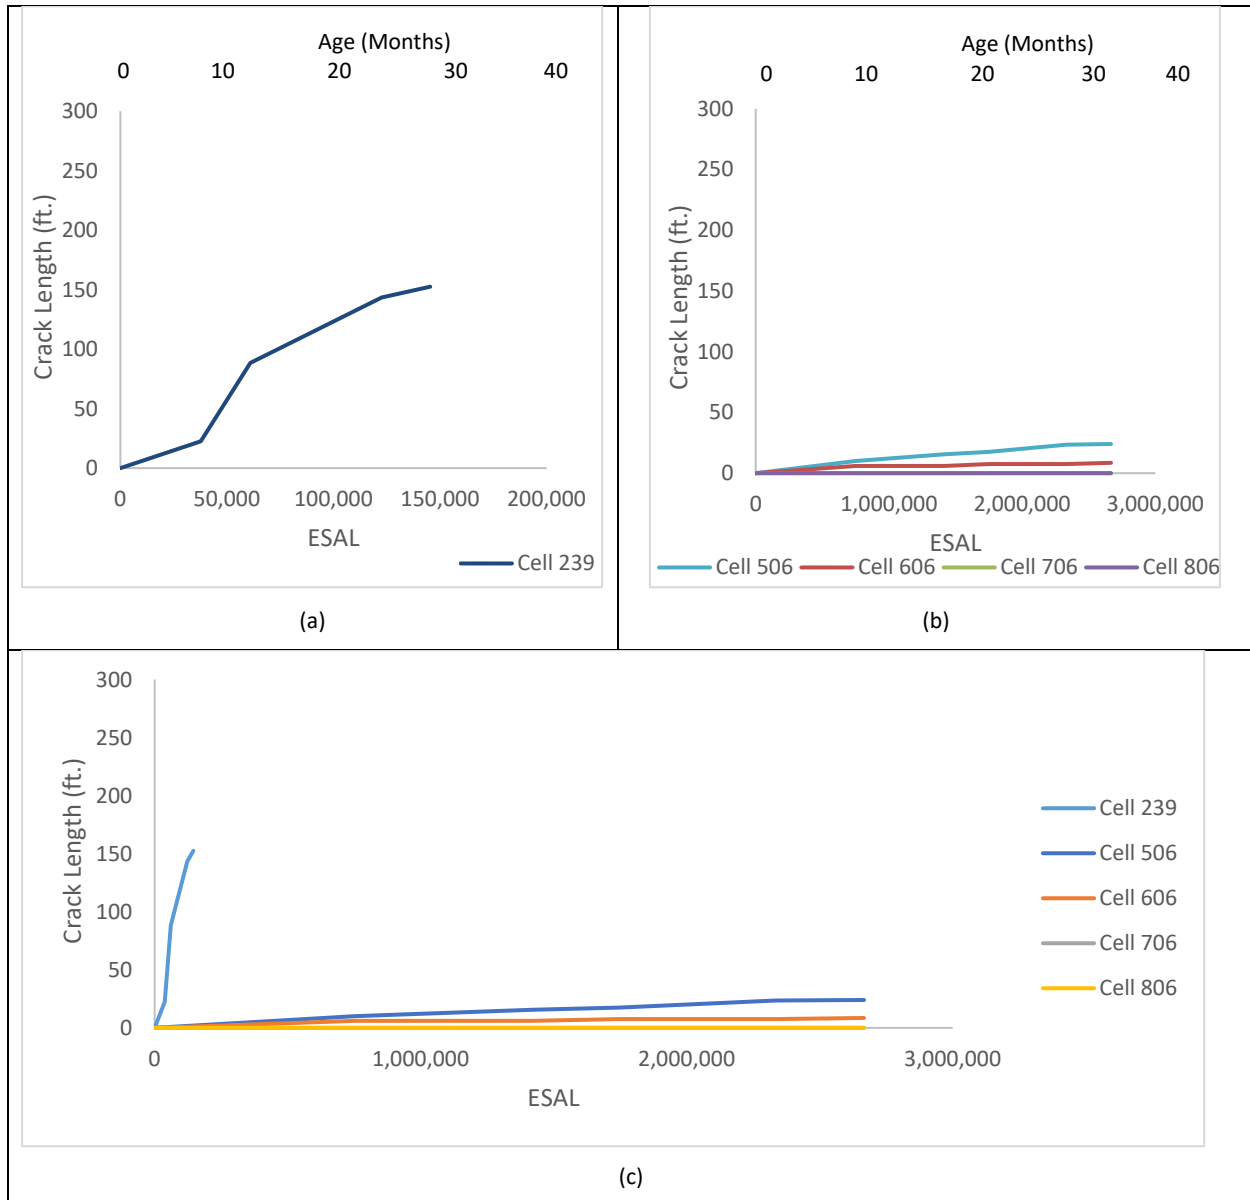 Age (Months)
0 10 20 30 40
300
250
200
150
100
50
0
Crack Length (ft.)
0 50,000 100,000 150,000 200,000
ESAL
Cell 239
(a)
Age (Months)
0 10 20 30 40
300
250
200
150
100
50
0
Crack Length (ft.)
0 1,000,000 2,000,000 3,000,000
ESAL
Cell 506 Cell 606 Cell 706 Cell 806
(b)
300
250
200
150
100
50
0
Crack Length (ft.)
0 1,000,000 2,000,000 3,000,000
ESAL
Cell 239
Cell 506
Cell 606
Cell 706
Cell 806
(c)